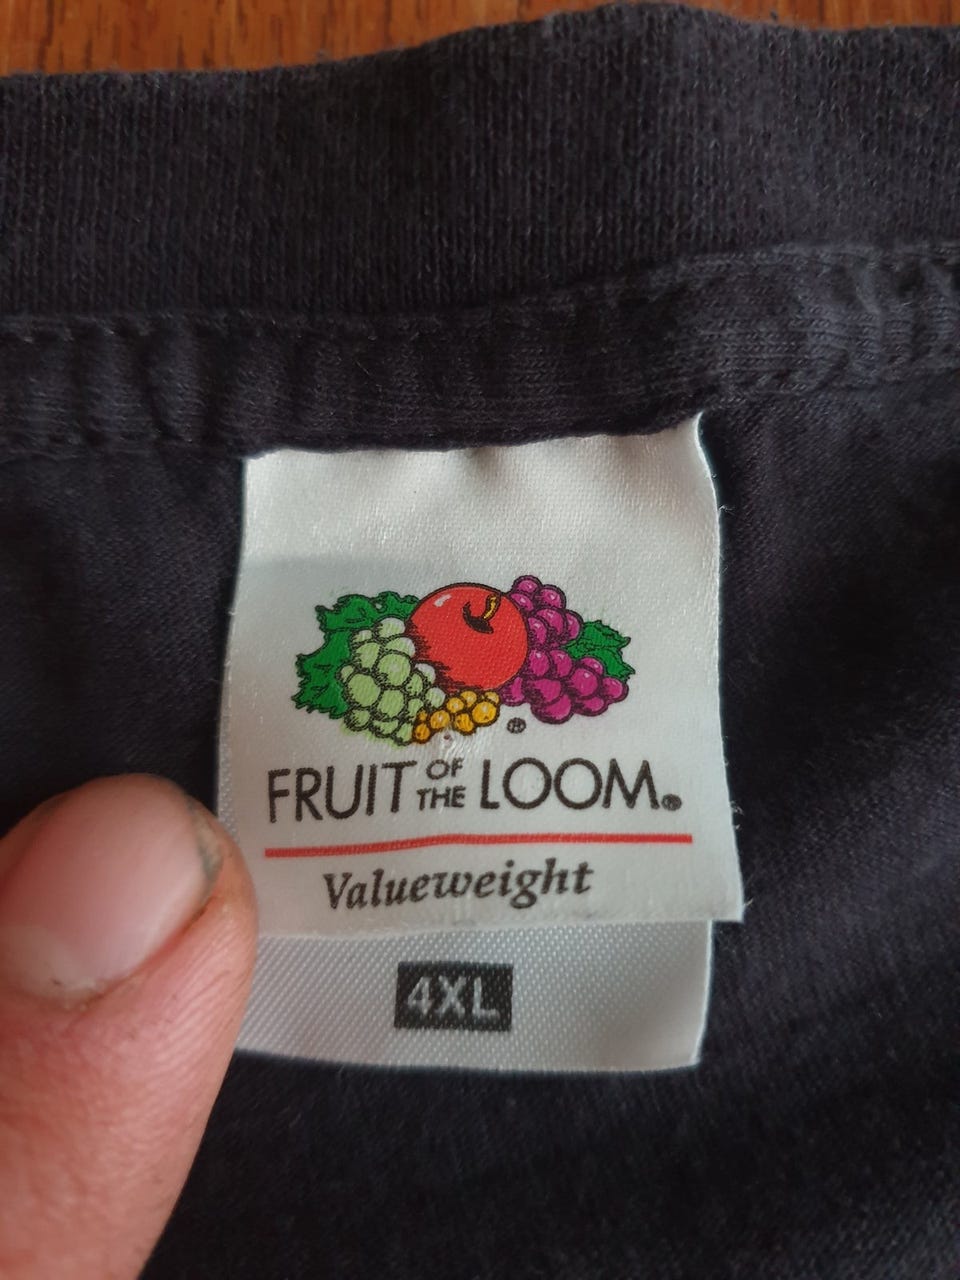 FRUIT OF THE LOOM®
Valueweight
4XL